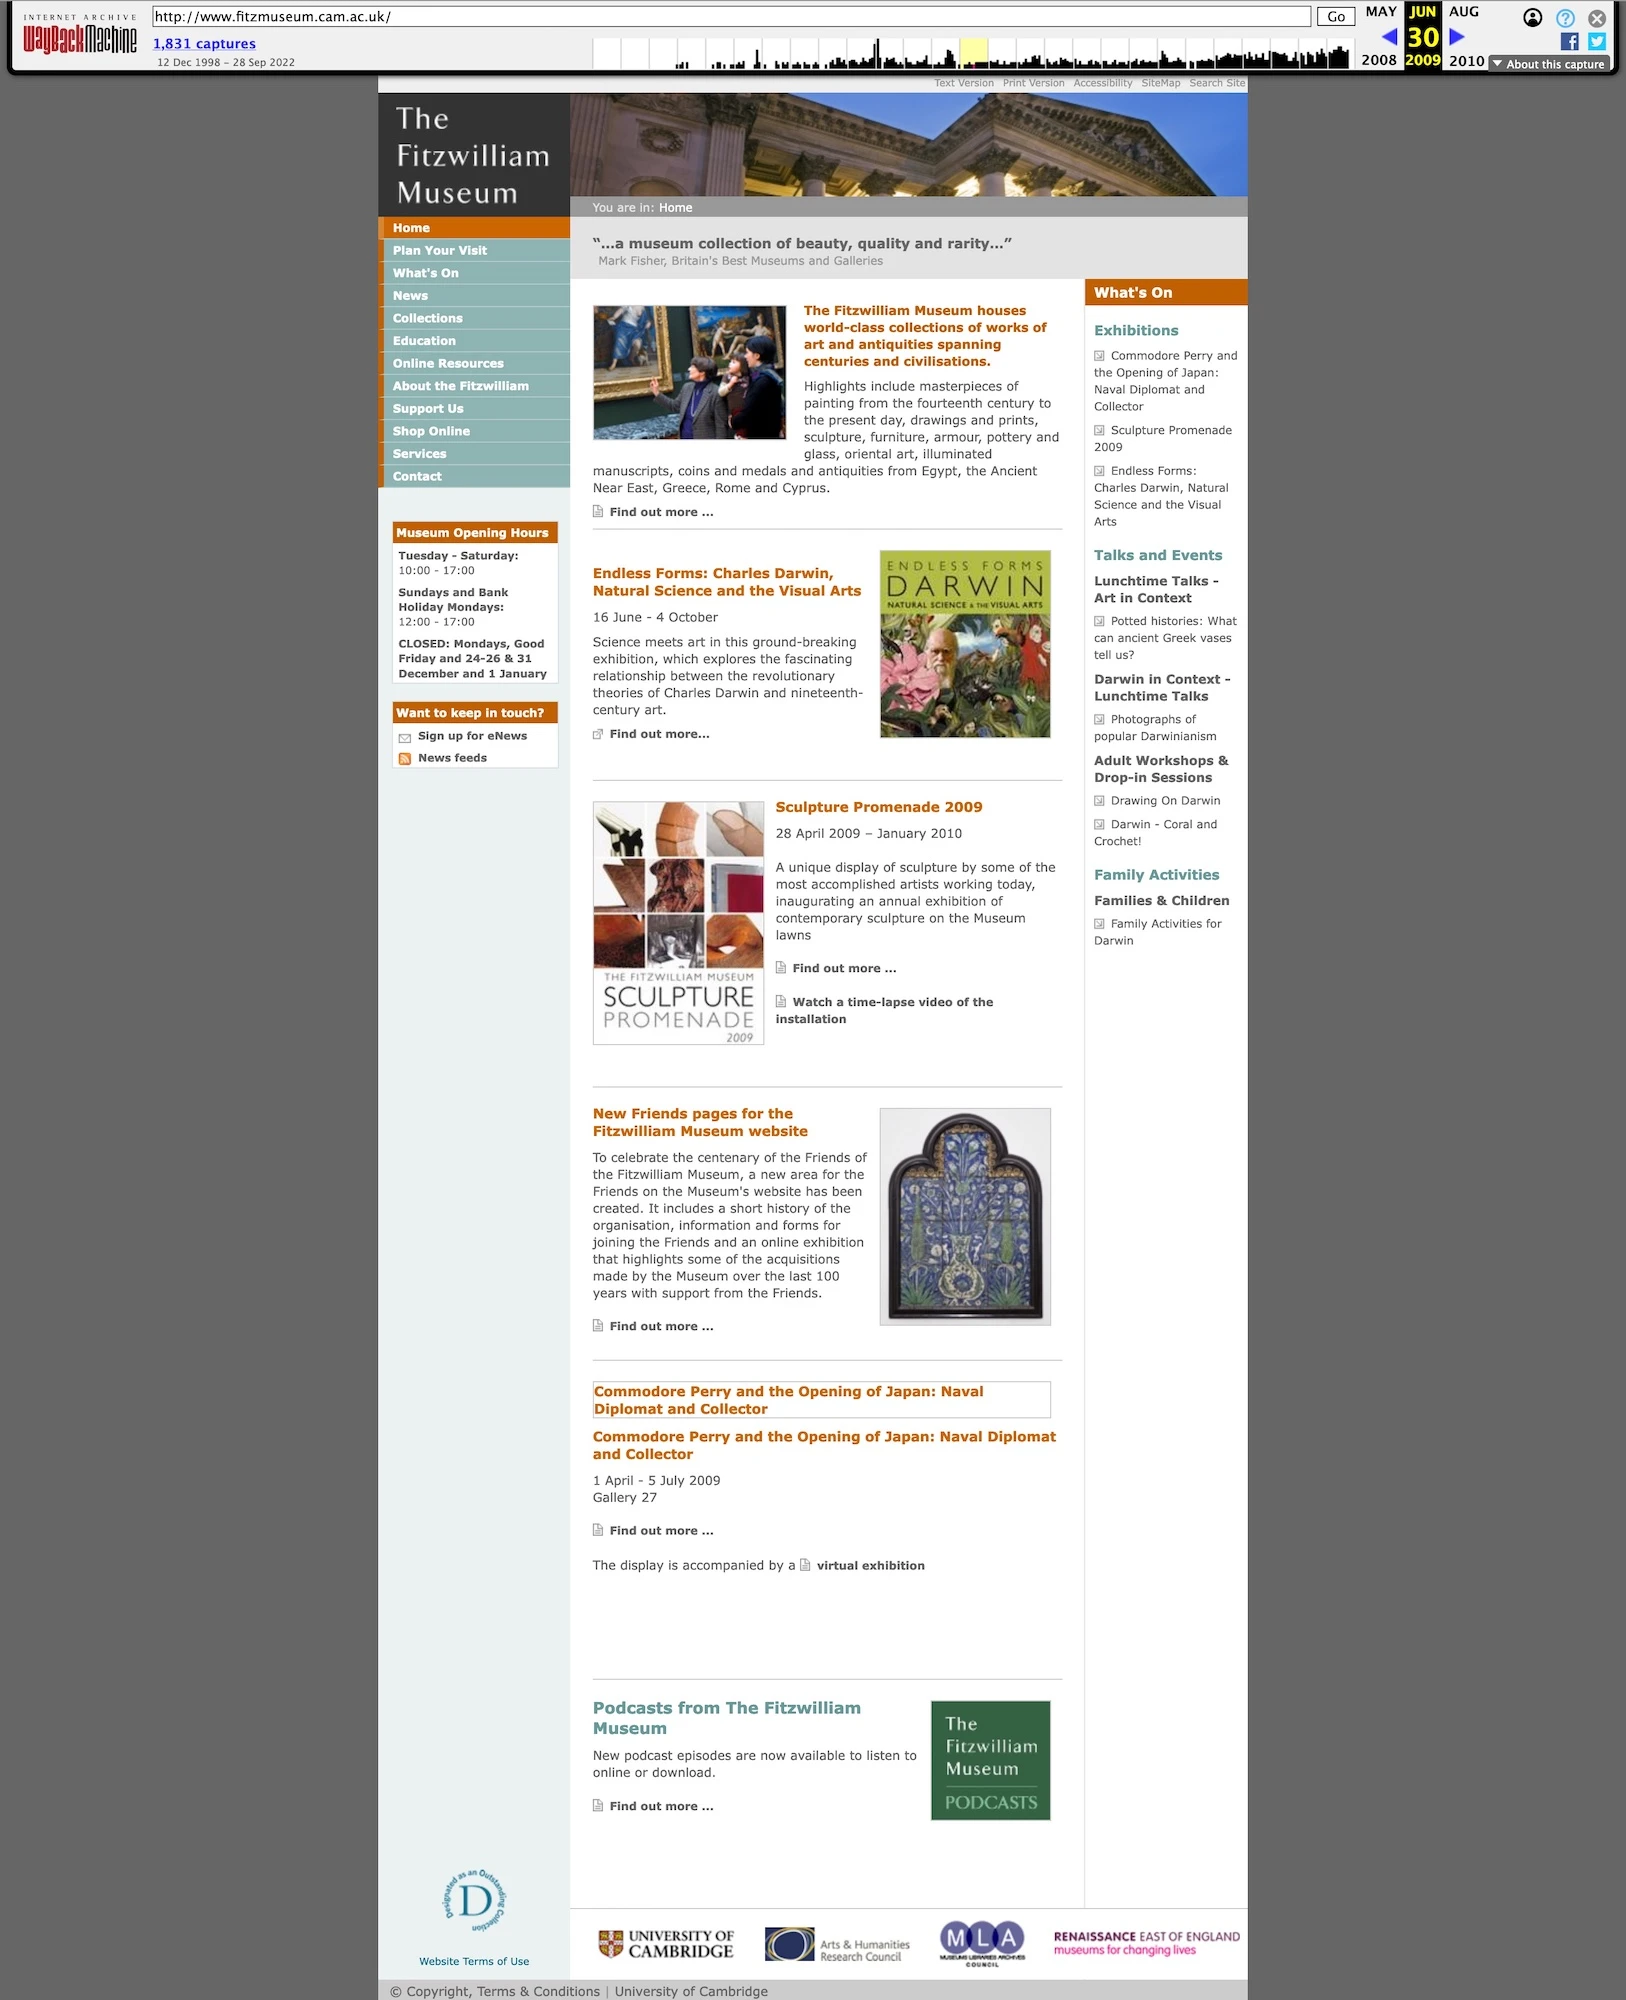 INTERNET ARCHIVE
WayBackMachine
http://www.fitzmuseum.cam.ac.uk/
Go
1,831 captures
12 Dec 1998 – 28 Sep 2022
MAY JUN AUG
30
2008 2009 2010
About this capture
Text Version Print Version Accessibility SiteMap Search Site
The
Fitzwilliam
Museum
You are in: Home
Home
Plan Your Visit
What's On
News
Collections
Education
Online Resources
About the Fitzwilliam
Support Us
Shop Online
Services
Contact
Museum Opening Hours
Tuesday - Saturday:
10:00 - 17:00
Sundays and Bank
Holiday Mondays:
12:00 - 17:00
CLOSED: Mondays, Good
Friday and 24-26 & 31
December and 1 January
Want to keep in touch?
Sign up for eNews
News feeds
“...a museum collection of beauty, quality and rarity...”
Mark Fisher, Britain's Best Museums and Galleries
The Fitzwilliam Museum houses
world-class collections of works of
art and antiquities spanning
centuries and civilisations.
Highlights include masterpieces of
painting from the fourteenth century to
the present day, drawings and prints,
sculpture, furniture, armour, pottery and
glass, oriental art, illuminated
manuscripts, coins and medals and antiquities from Egypt, the Ancient
Near East, Greece, Rome and Cyprus.
Find out more ...
Endless Forms: Charles Darwin,
Natural Science and the Visual Arts
16 June - 4 October
Science meets art in this ground-breaking
exhibition, which explores the fascinating
relationship between the revolutionary
theories of Charles Darwin and nineteenth-
century art.
Find out more...
ENDLESS FORMS
DARWIN
NATURAL SCIENCE & THE VISUAL ARTS
THE FITZWILLIAM MUSEUM
SCULPTURE
PROMENADE
2009
Sculpture Promenade 2009
28 April 2009 – January 2010
A unique display of sculpture by some of the
most accomplished artists working today,
inaugurating an annual exhibition of
contemporary sculpture on the Museum
lawns
Find out more ...
Watch a time-lapse video of the
installation
New Friends pages for the
Fitzwilliam Museum website
To celebrate the centenary of the Friends of
the Fitzwilliam Museum, a new area for the
Friends on the Museum's website has been
created. It includes a short history of the
organisation, information and forms for
joining the Friends and an online exhibition
that highlights some of the acquisitions
made by the Museum over the last 100
years with support from the Friends.
Find out more ...
Commodore Perry and the Opening of Japan: Naval
Diplomat and Collector
Commodore Perry and the Opening of Japan: Naval Diplomat
and Collector
1 April - 5 July 2009
Gallery 27
Find out more ...
The display is accompanied by a virtual exhibition
Podcasts from The Fitzwilliam
Museum
New podcast episodes are now available to listen to
online or download.
Find out more ...
The
Fitzwilliam
Museum
PODCASTS
What's On
Exhibitions
Commodore Perry and
the Opening of Japan:
Naval Diplomat and
Collector
Sculpture Promenade
2009
Endless Forms:
Charles Darwin, Natural
Science and the Visual
Arts
Talks and Events
Lunchtime Talks -
Art in Context
Potted histories: What
can ancient Greek vases
tell us?
Darwin in Context -
Lunchtime Talks
Photographs of
popular Darwinianism
Adult Workshops &
Drop-in Sessions
Drawing On Darwin
Darwin - Coral and
Crochet!
Family Activities
Families & Children
Family Activities for
Darwin
Designated as an Outstanding Collection
D
Website Terms of Use
UNIVERSITY OF
CAMBRIDGE
Arts & Humanities
Research Council
MLA
MUSEUMS LIBRARIES ARCHIVES
COUNCIL
RENAISSANCE EAST OF ENGLAND
museums for changing lives
© Copyright, Terms & Conditions | University of Cambridge